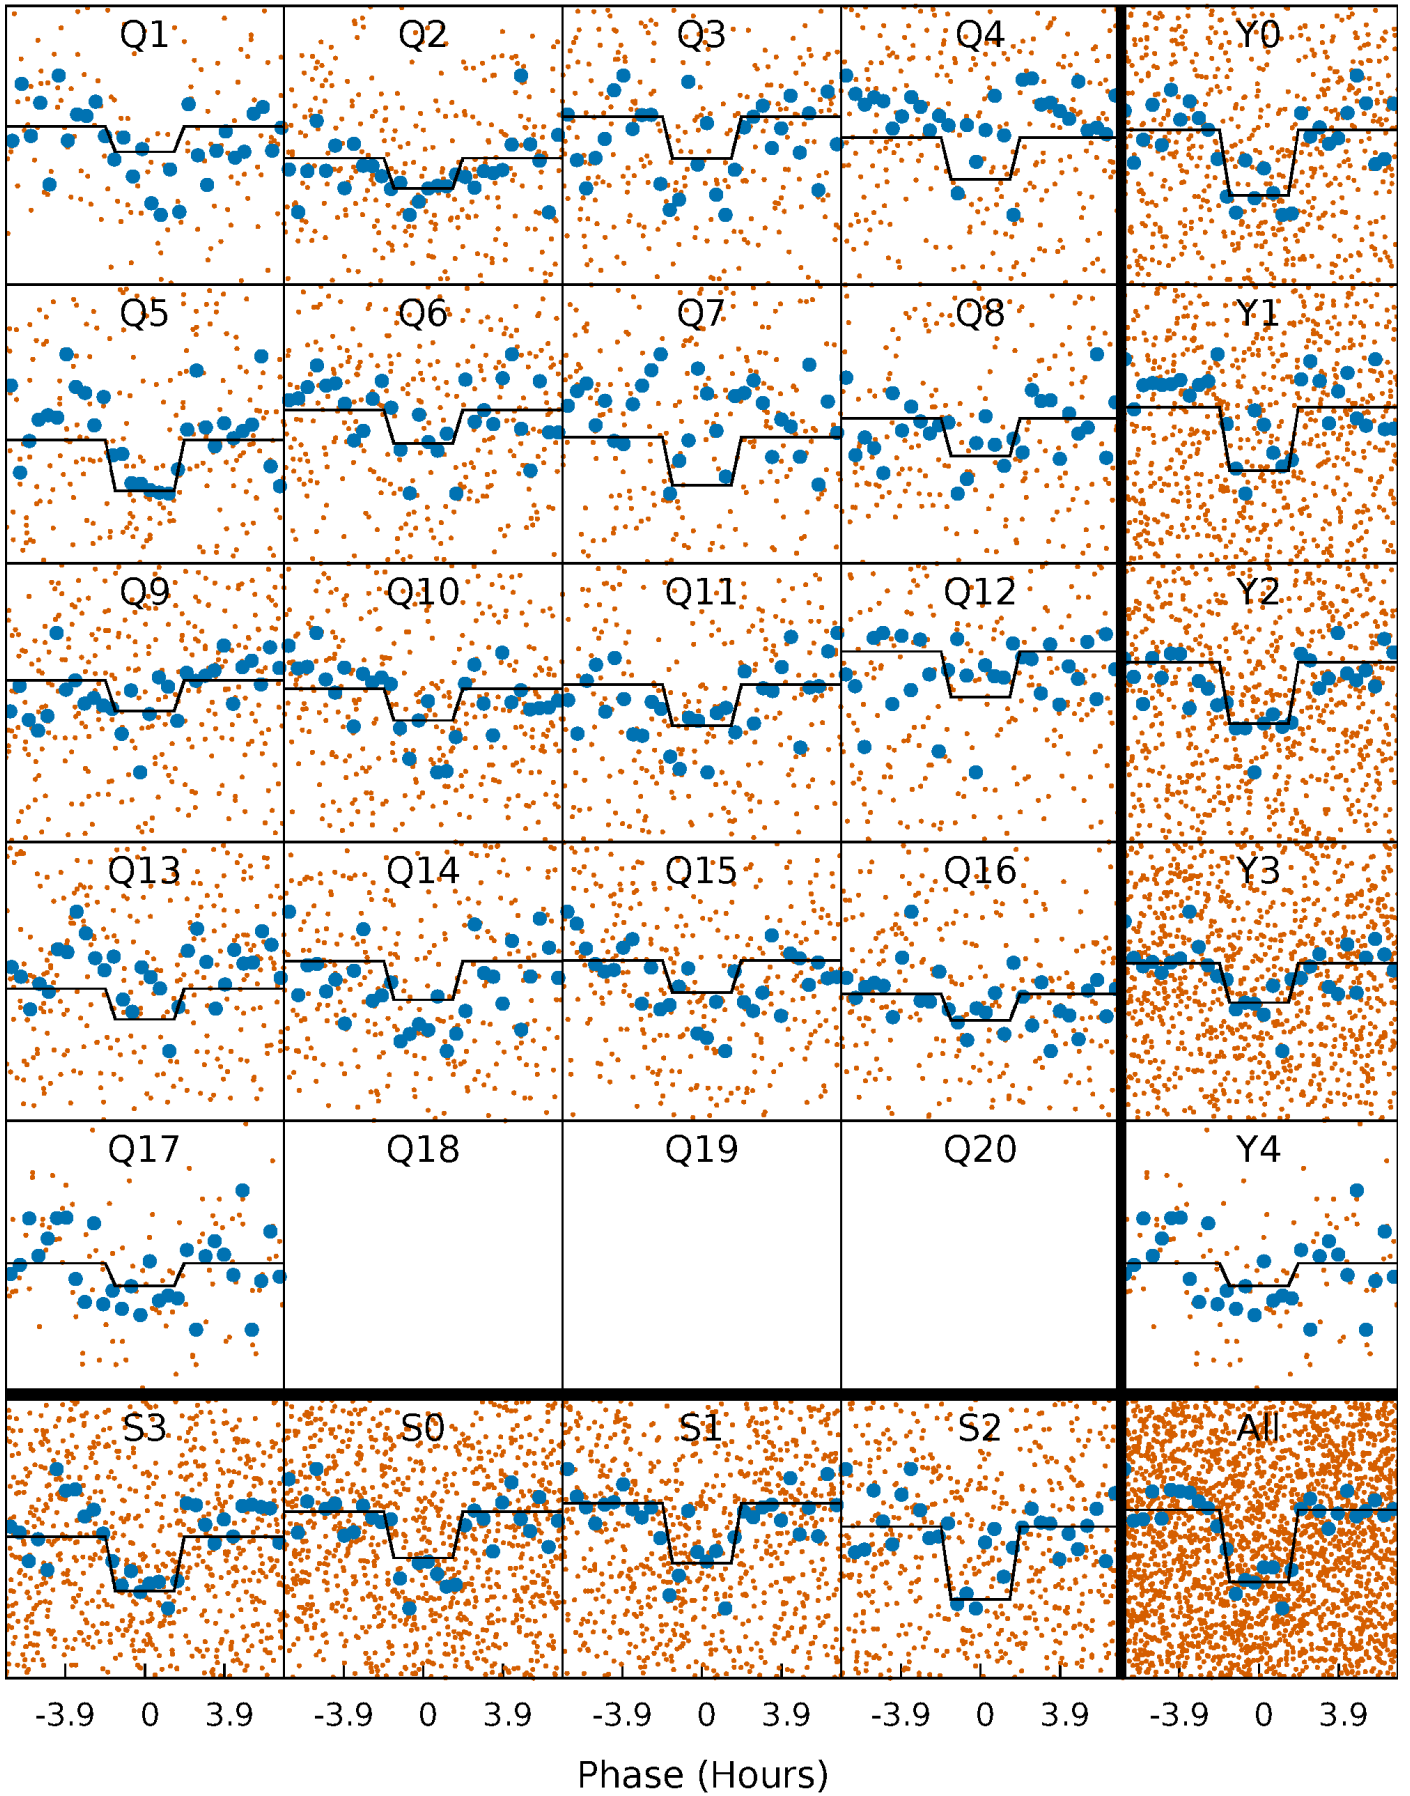 Q1 Q2 Q3 Q4 Y0
Q5 Q6 Q7 Q8 Y1
Q9 Q10 Q11 Q12 Y2
Q13 Q14 Q15 Q16 Y3
Q17 Q18 Q19 Q20 Y4
S3 S0 S1 S2 All
-3.9 0 3.9 -3.9 0 3.9 -3.9 0 3.9 -3.9 0 3.9 -3.9 0 3.9
Phase (Hours)